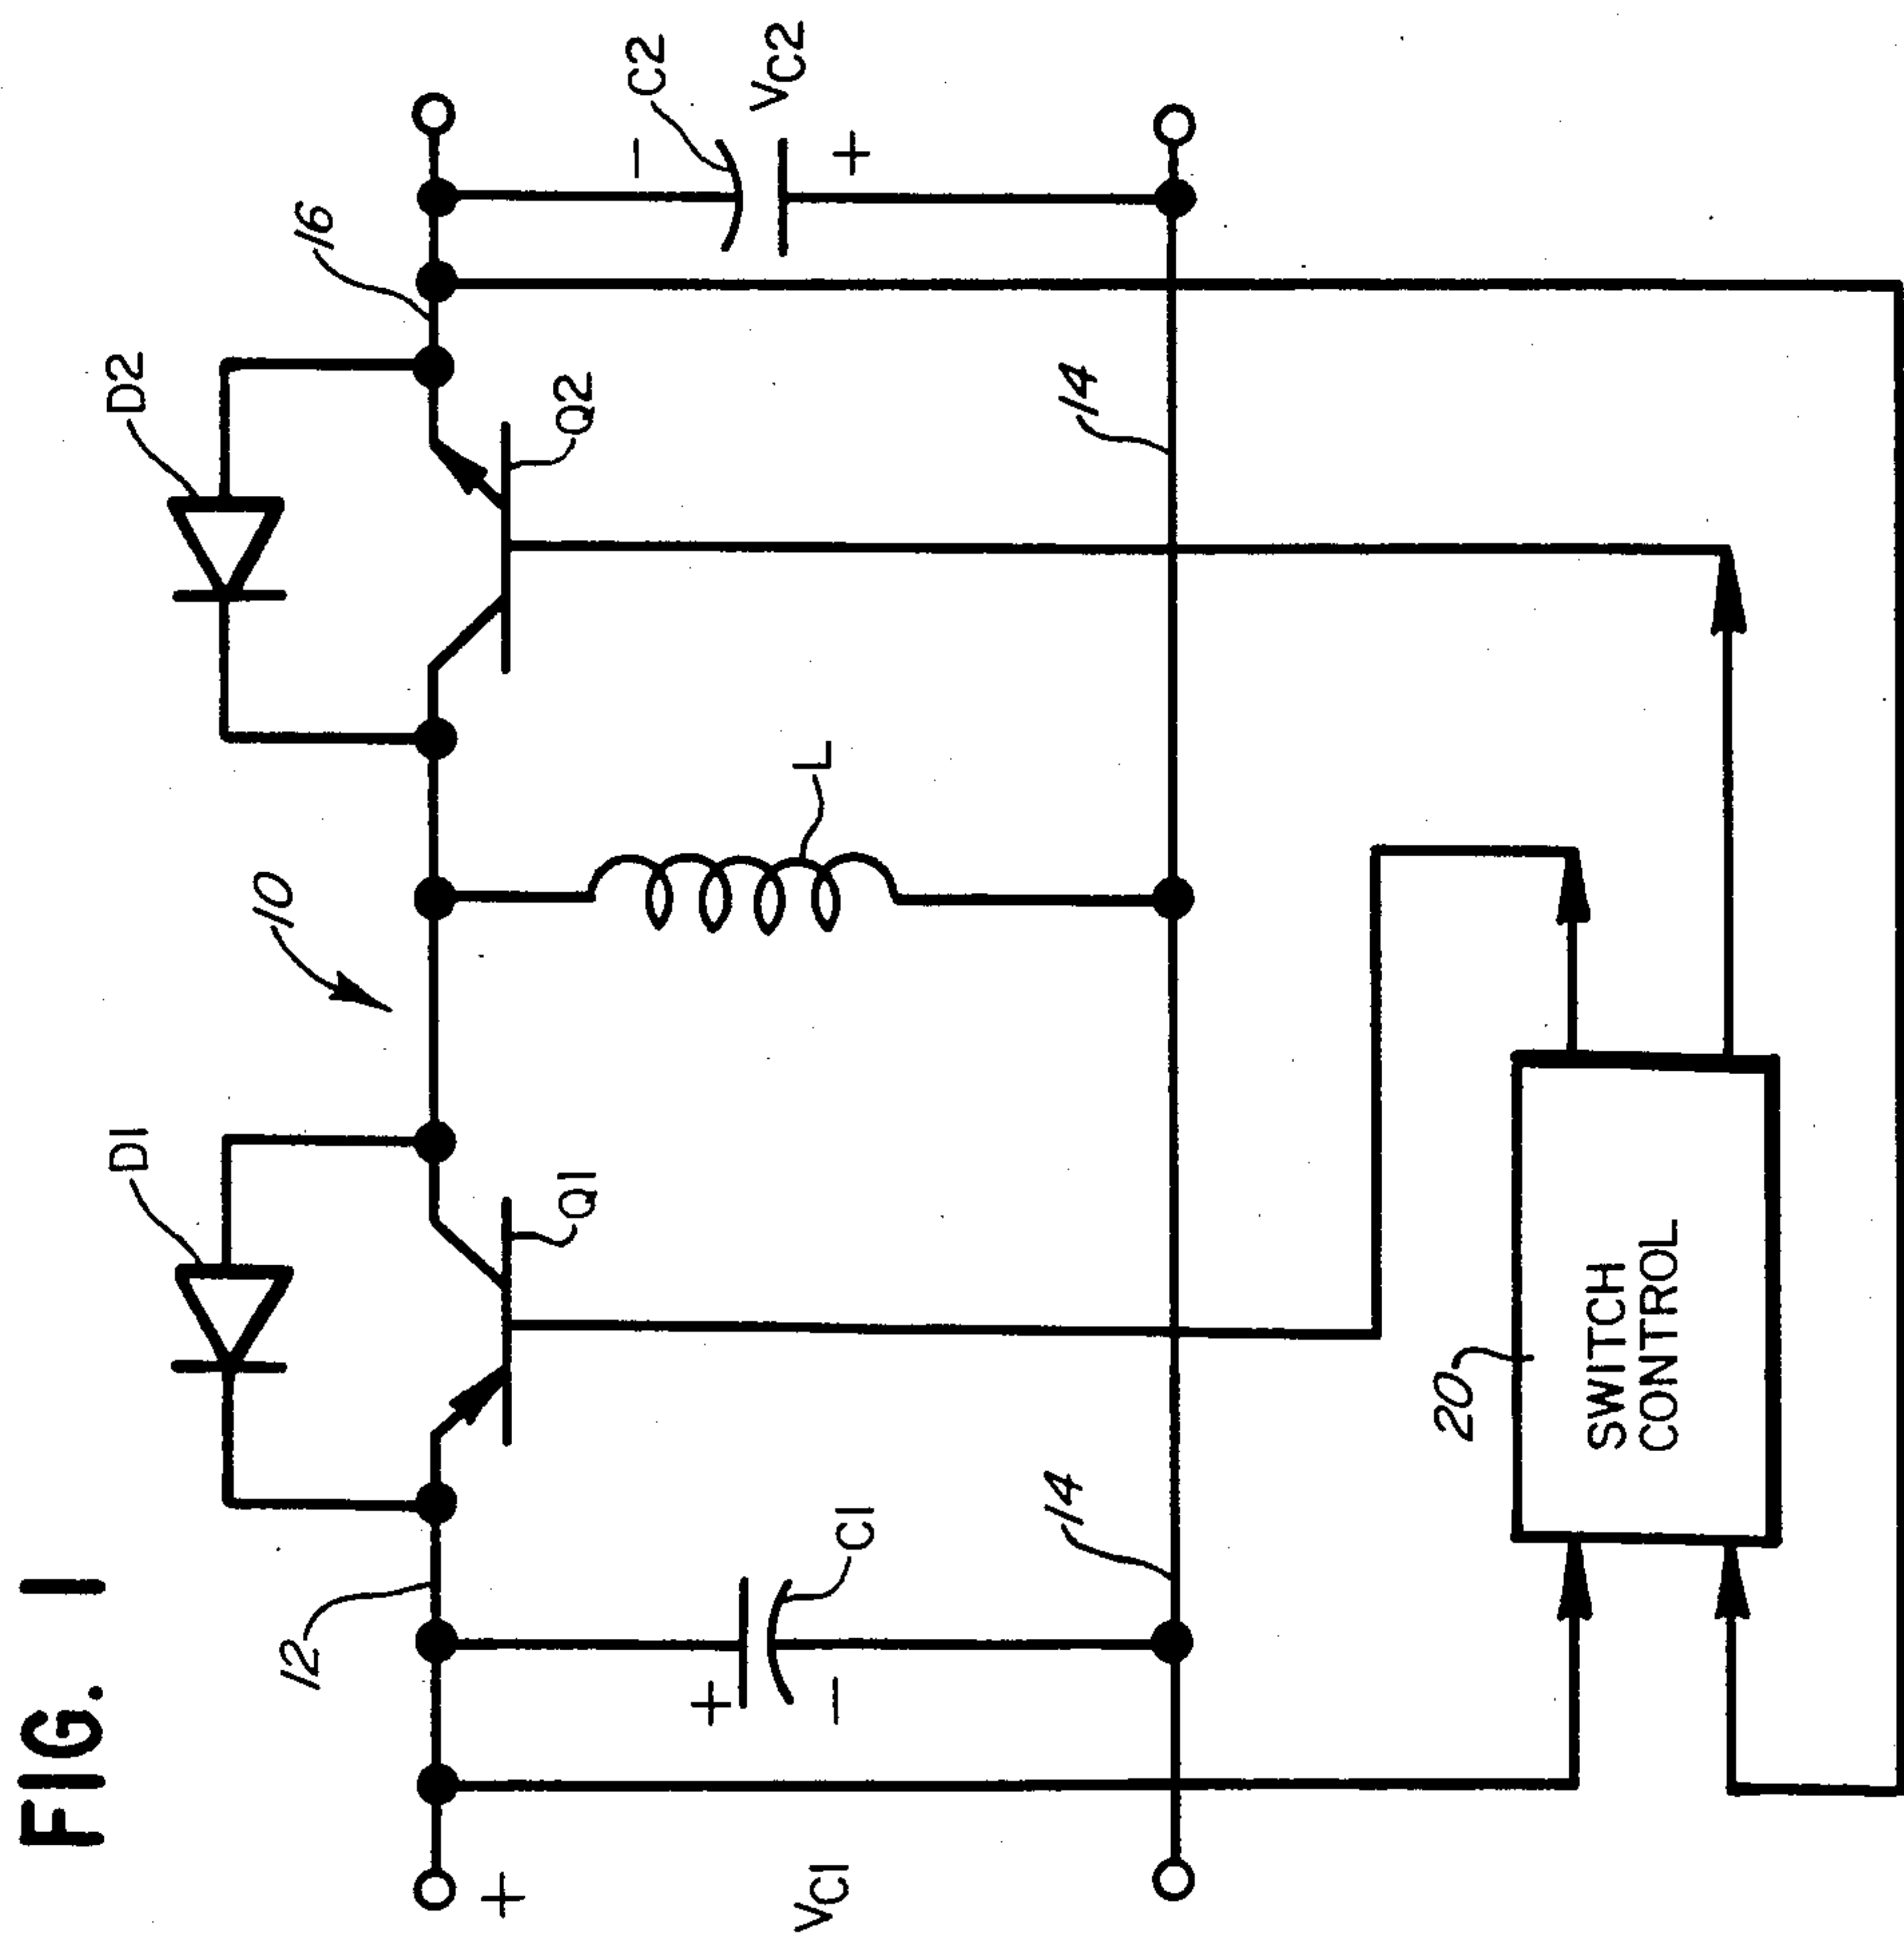 FIG. 1
D1
D2
10
12
16
Q1
Q2
+
+
-
C1
VC1
L
-
+
C2
VC2
14
14
20
SWITCH
CONTROL